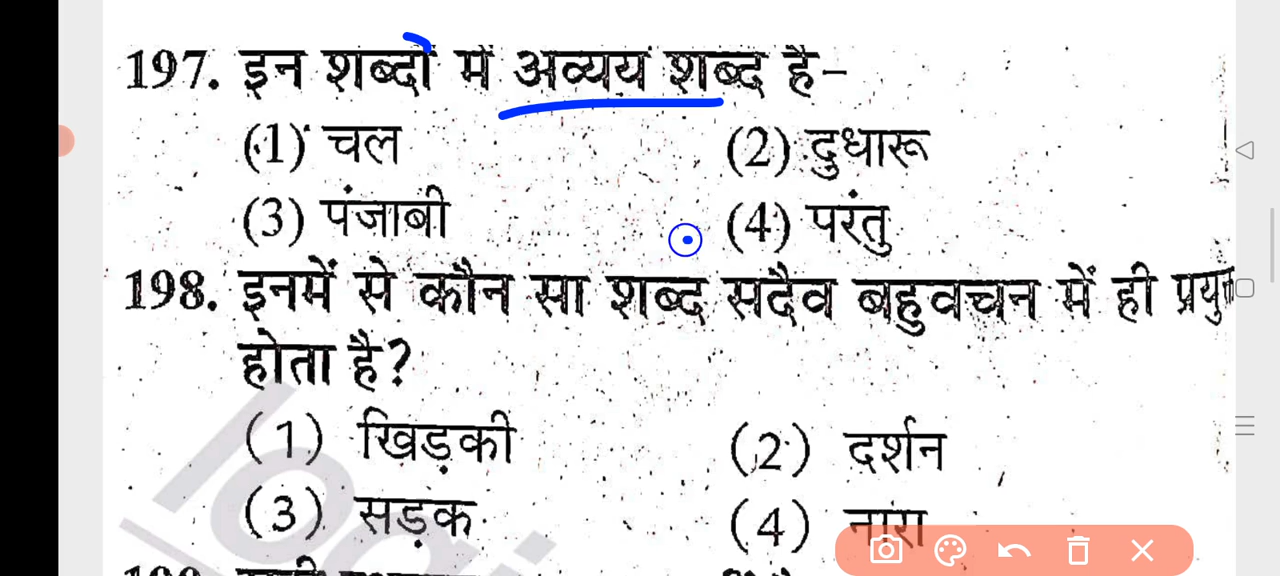 197. इन शब्दों में अव्यय शब्द है–
(1) चल (2) दुधारू
(3) पंजाबी (4) परंतु
198. इनमें से कौन सा शब्द सदैव बहुवचन में ही
होता है?
(1) खिड़की (2) दर्शन
(3) सड़क (4)